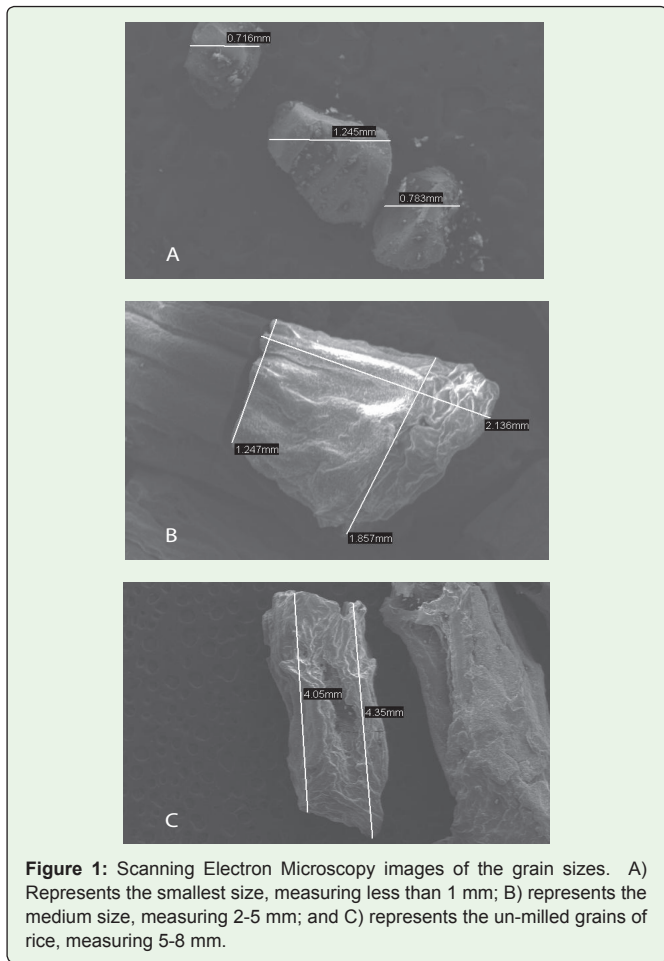 0.716mm
1.245mm
0.783mm
A
2.136mm
1.247mm
1.857mm
B
4.05mm
4.35mm
C
Figure 1: Scanning Electron Microscopy images of the grain sizes. A)
Represents the smallest size, measuring less than 1 mm; B) represents the
medium size, measuring 2-5 mm; and C) represents the un-milled grains of
rice, measuring 5-8 mm.